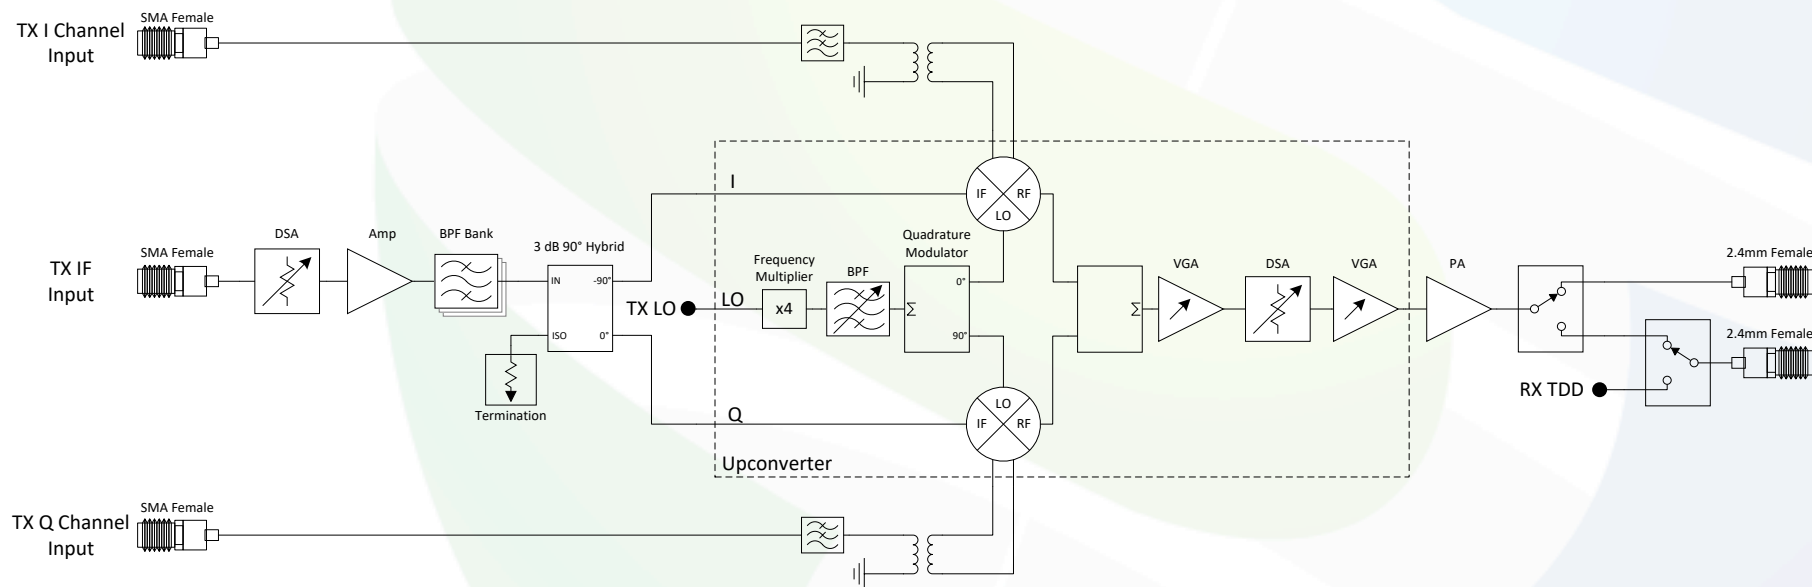 TX I Channel
Input
SMA Female
TX IF
Input
SMA Female
DSA
Amp
BPF Bank
3 dB 90° Hybrid
IN
-90°
ISO
0°
Termination
I
TX LO
LO
Q
Frequency
Multiplier
x4
BPF
Quadrature
Modulator
Σ
0°
90°
IF
RF
LO
LO
IF
RF
Σ
VGA
DSA
VGA
Upconverter
PA
2.4mm Female
2.4mm Female
RX TDD
TX Q Channel
Input
SMA Female